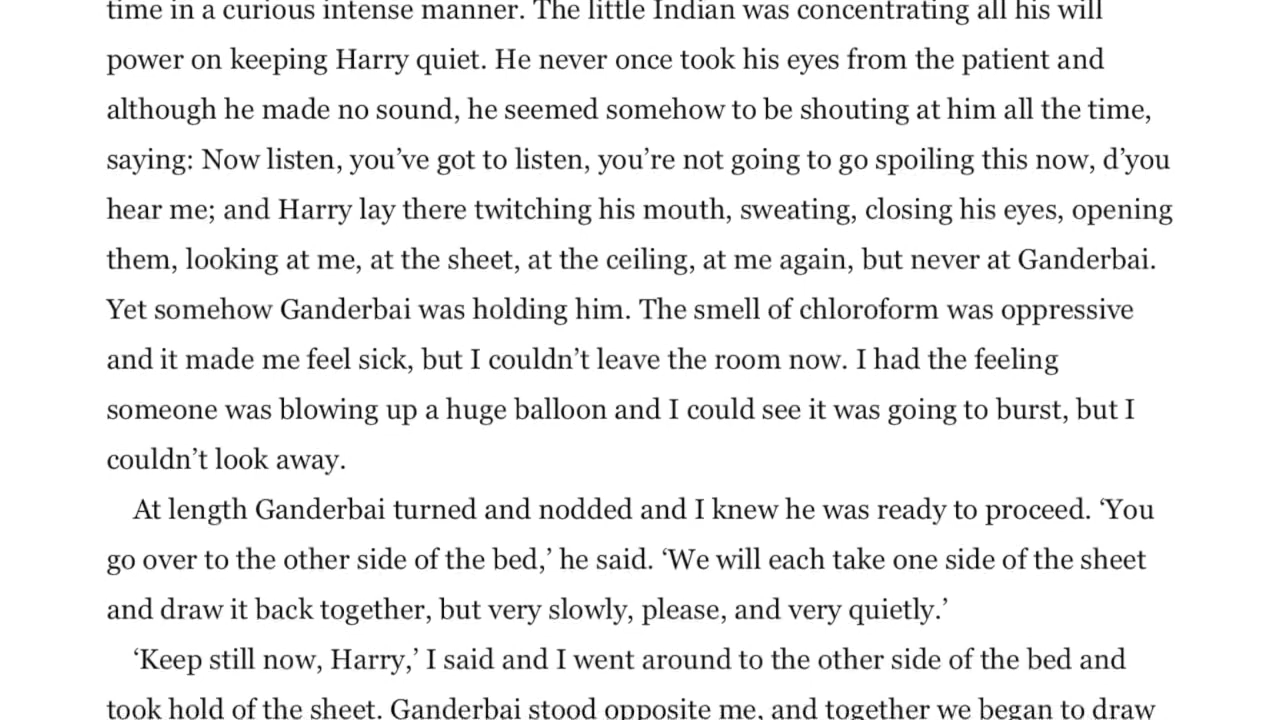 time in a curious intense manner. The little Indian was concentrating all his will
power on keeping Harry quiet. He never once took his eyes from the patient and
although he made no sound, he seemed somehow to be shouting at him all the time,
saying: Now listen, you’ve got to listen, you’re not going to go spoiling this now, d’you
hear me; and Harry lay there twitching his mouth, sweating, closing his eyes, opening
them, looking at me, at the sheet, at the ceiling, at me again, but never at Ganderbai.
Yet somehow Ganderbai was holding him. The smell of chloroform was oppressive
and it made me feel sick, but I couldn’t leave the room now. I had the feeling
someone was blowing up a huge balloon and I could see it was going to burst, but I
couldn’t look away.
At length Ganderbai turned and nodded and I knew he was ready to proceed. ‘You
go over to the other side of the bed,’ he said. ‘We will each take one side of the sheet
and draw it back together, but very slowly, please, and very quietly.’
‘Keep still now, Harry,’ I said and I went around to the other side of the bed and
took hold of the sheet. Ganderbai stood opposite me, and together we began to draw